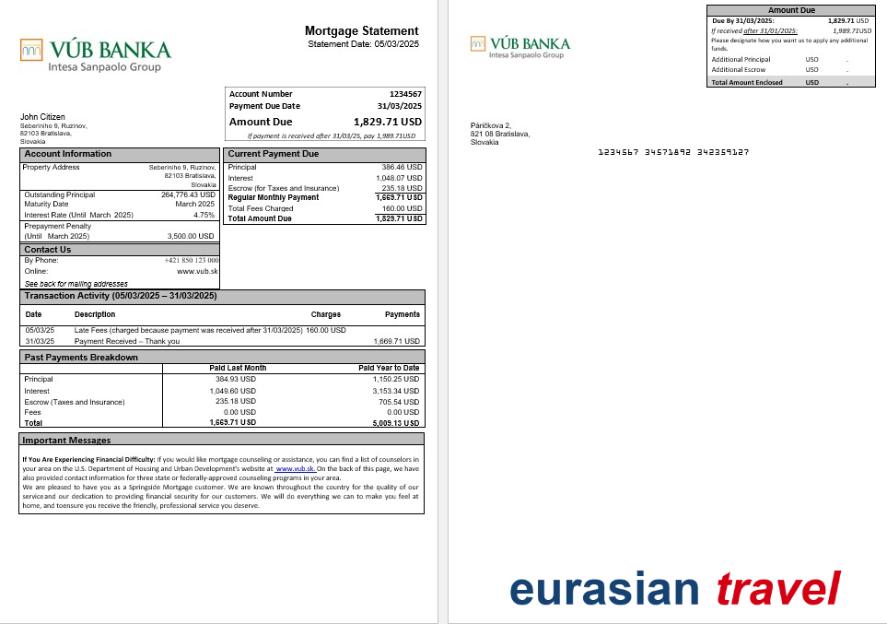 VÚB BANKA
Intesa Sanpaolo Group
Mortgage Statement
Statement Date: 05/03/2025
Account Number 1234567
Payment Due Date 31/03/2025
Amount Due 1,829.71 USD
If payment is received after 31/03/25, pay 1,989.71USD
John Citizen
Seberiniho 9, Ruzinov,
82103 Bratislava,
Slovakia
Account Information
Property Address Seberiniho 9, Ruzinov,
82103 Bratislava,
Slovakia
Outstanding Principal 264,776.43 USD
Maturity Date March 2025
Interest Rate (Until March 2025) 4.75%
Prepayment Penalty
(Until March 2025) 3,500.00 USD
Contact Us
By Phone: +421 850 123 000
Online: www.vub.sk
See back for mailing addresses
Current Payment Due
Principal 386.46 USD
Interest 1,048.07 USD
Escrow (for Taxes and Insurance) 235.18 USD
Regular Monthly Payment 1,669.71 USD
Total Fees Charged 160.00 USD
Total Amount Due 1,829.71 USD
Transaction Activity (05/03/2025 – 31/03/2025)
Date Description Charges Payments
05/03/25 Late Fees (charged because payment was received after 31/03/2025) 160.00 USD
31/03/25 Payment Received – Thank you 1,669.71 USD
Past Payments Breakdown
Paid Last Month Paid Year to Date
Principal 384.93 USD 1,150.25 USD
Interest 1,049.60 USD 3,153.34 USD
Escrow (Taxes and Insurance) 235.18 USD 705.54 USD
Fees 0.00 USD 0.00 USD
Total 1,669.71 USD 5,009.13 USD
Important Messages
If You Are Experiencing Financial Difficulty: If you would like mortgage counseling or assistance, you can find a list of counselors in
your area on the U.S. Department of Housing and Urban Development's website at www.vub.sk. On the back of this page, we have
also provided contact information for three state or federally-approved counseling programs in your area.
We are pleased to have you as a Springside Mortgage customer. We are known throughout the country for the quality of our
serviceand our dedication to providing financial security for our customers. We will do everything we can to make you feel at
home, and toensure you receive the friendly, professional service you deserve.
VÚB BANKA
Intesa Sanpaolo Group
Amount Due
Due By 31/03/2025: 1,829.71 USD
If received after 31/01/2025: 1,989.71USD
Please designate how you want us to apply any additional
funds.
Additional Principal USD .
Additional Escrow USD .
Total Amount Enclosed USD .
Páričkova 2,
821 08 Bratislava,
Slovakia
1234567 34571892 342359127
eurasian travel